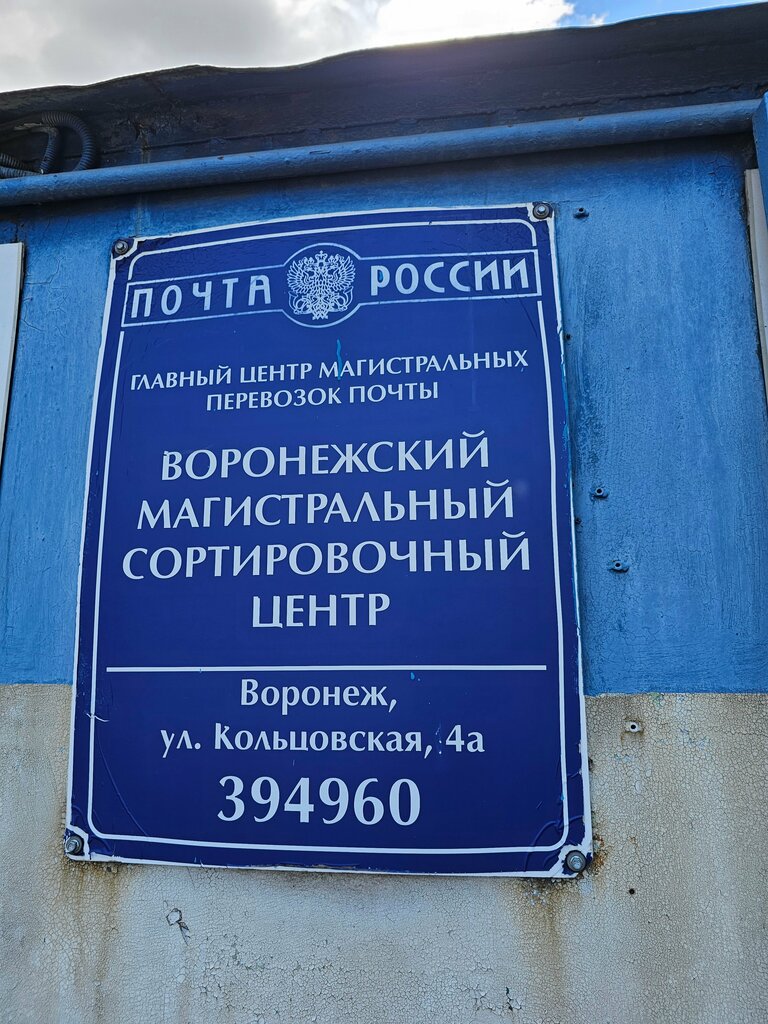 ПОЧТА РОССИИ
ГЛАВНЫЙ ЦЕНТР МАГИСТРАЛЬНЫХ
ПЕРЕВОЗОК ПОЧТЫ
ВОРОНЕЖСКИЙ
МАГИСТРАЛЬНЫЙ
СОРТИРОВОЧНЫЙ
ЦЕНТР
Воронеж,
ул. Кольцовская, 4а
394960